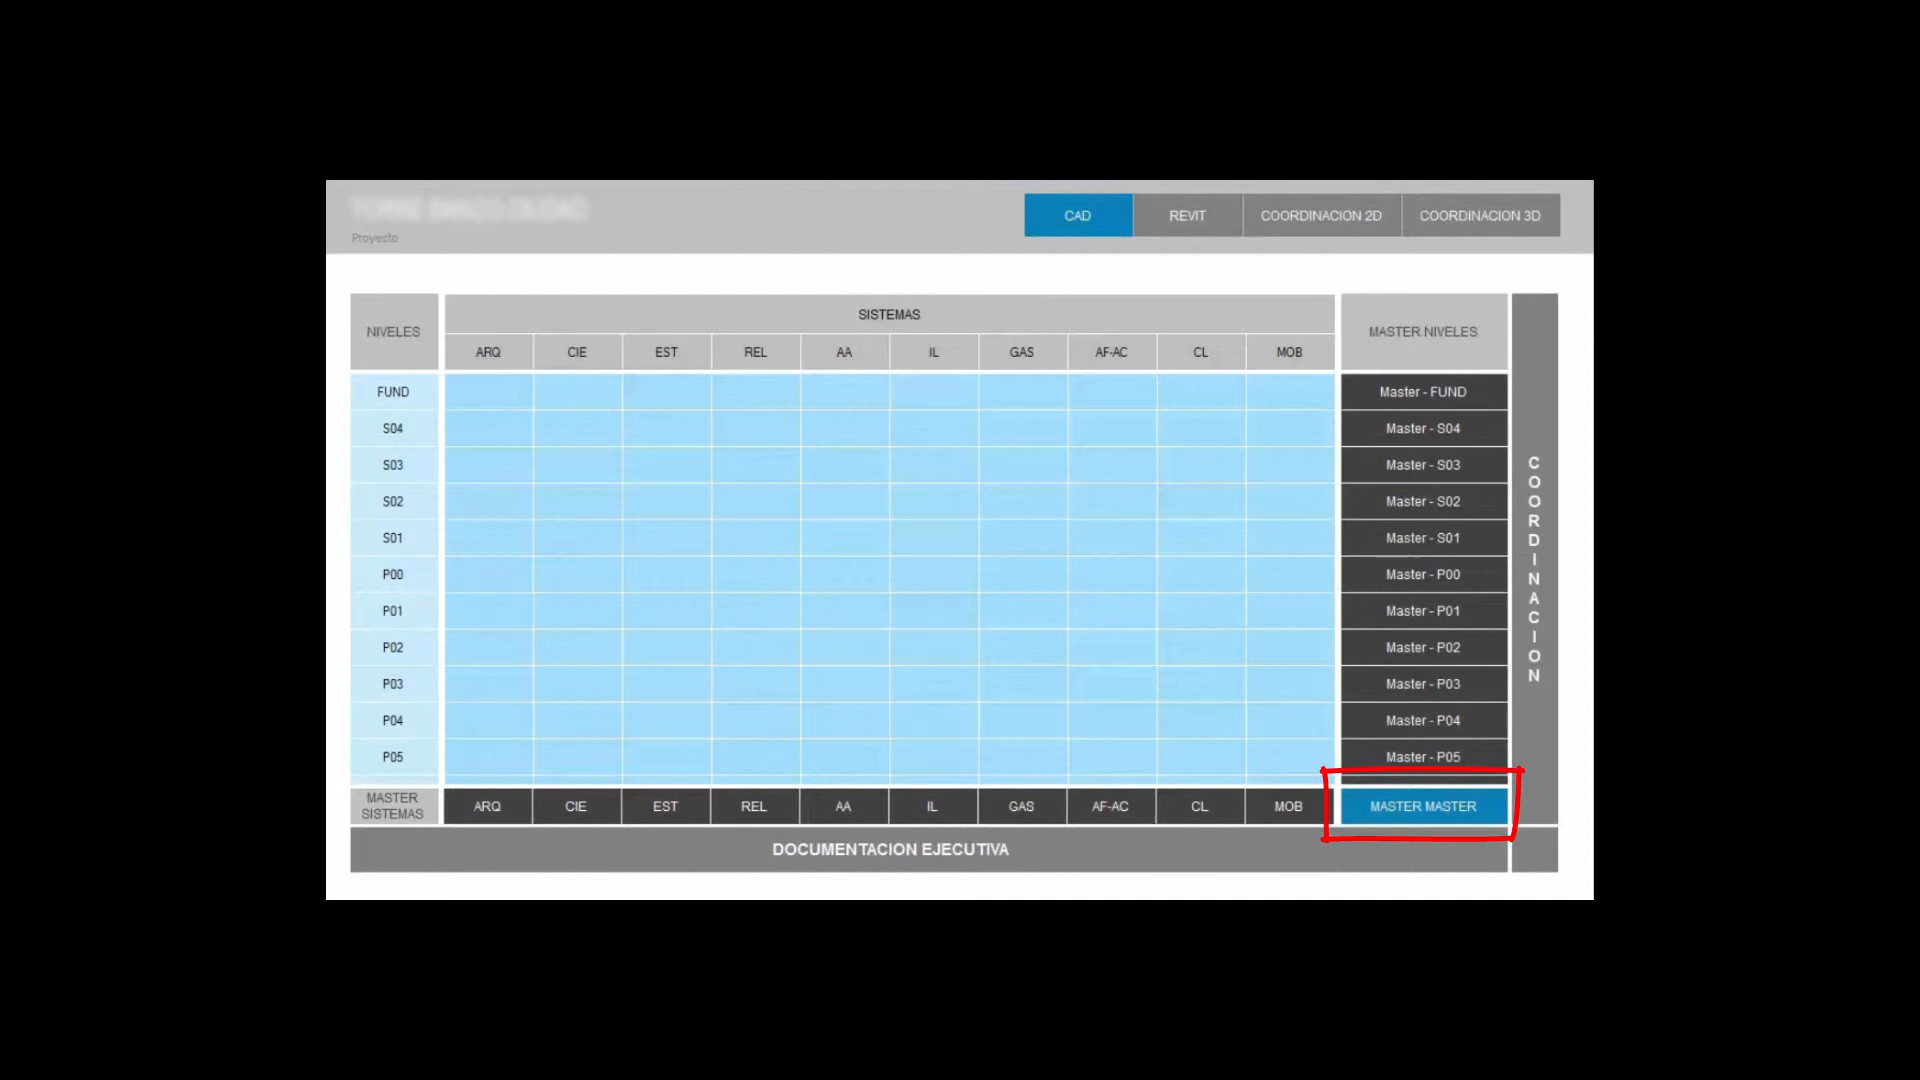 Proyecto
CAD REVIT COORDINACION 2D COORDINACION 3D
NIVELES SISTEMAS MASTER NIVELES
ARQ CIE EST REL AA IL GAS AF-AC CL MOB
FUND Master - FUND
S04 Master - S04
S03 Master - S03
S02 Master - S02
S01 Master - S01
P00 Master - P00
P01 Master - P01
P02 Master - P02
P03 Master - P03
P04 Master - P04
P05 Master - P05
COORDINACION
MASTER SISTEMAS ARQ CIE EST REL AA IL GAS AF-AC CL MOB MASTER MASTER
DOCUMENTACION EJECUTIVA